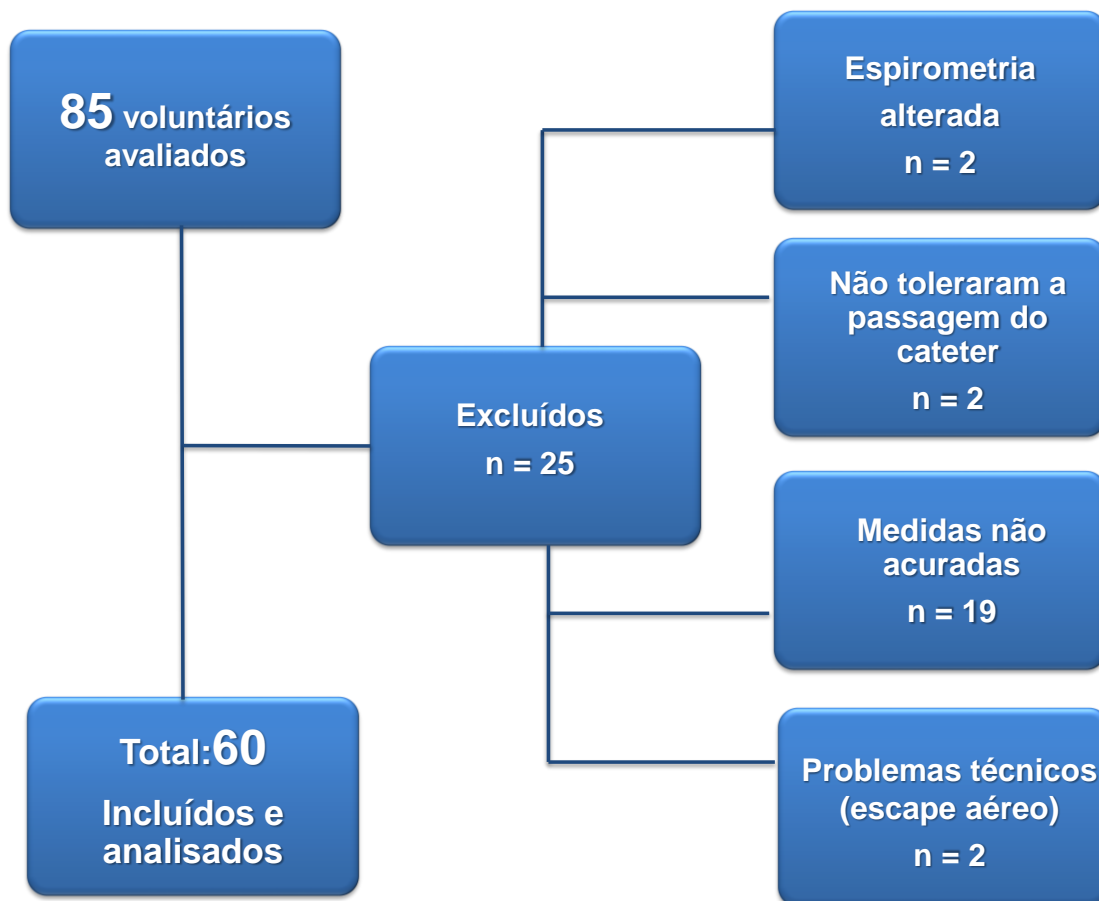 85 voluntários
avaliados
Espirometria
alterada
n = 2
Não toleraram a
passagem do
cateter
n = 2
Excluídos
n = 25
Medidas não
acuradas
n = 19
Total:60
Incluídos e
analisados
Problemas técnicos
(escape aéreo)
n = 2